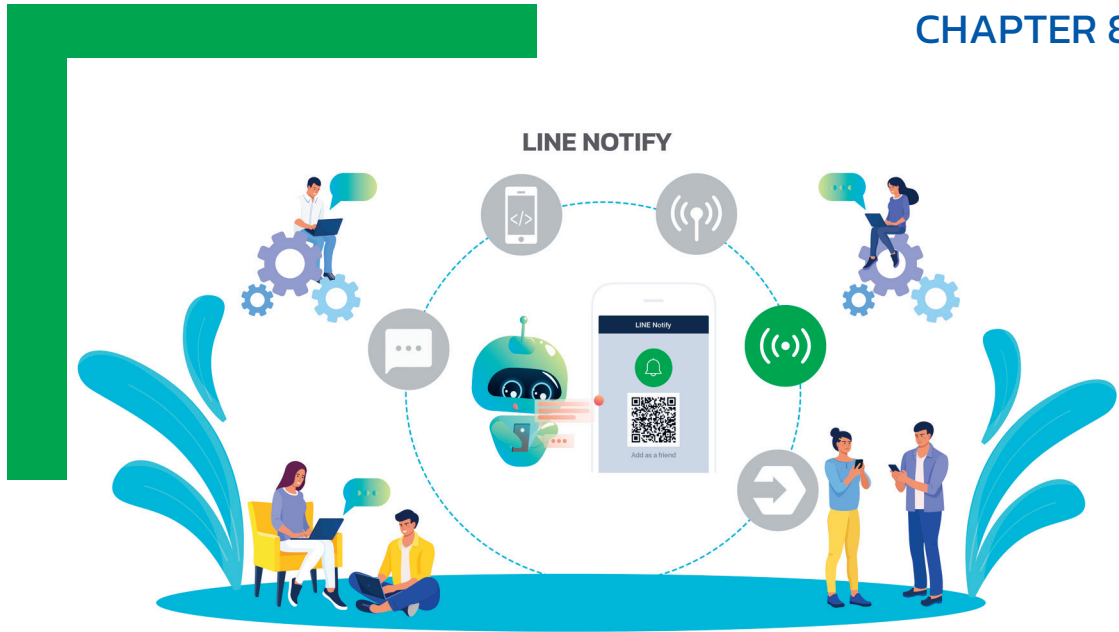 CHAPTER 8
LINE NOTIFY
</>
LINE Notify
Add as a friend